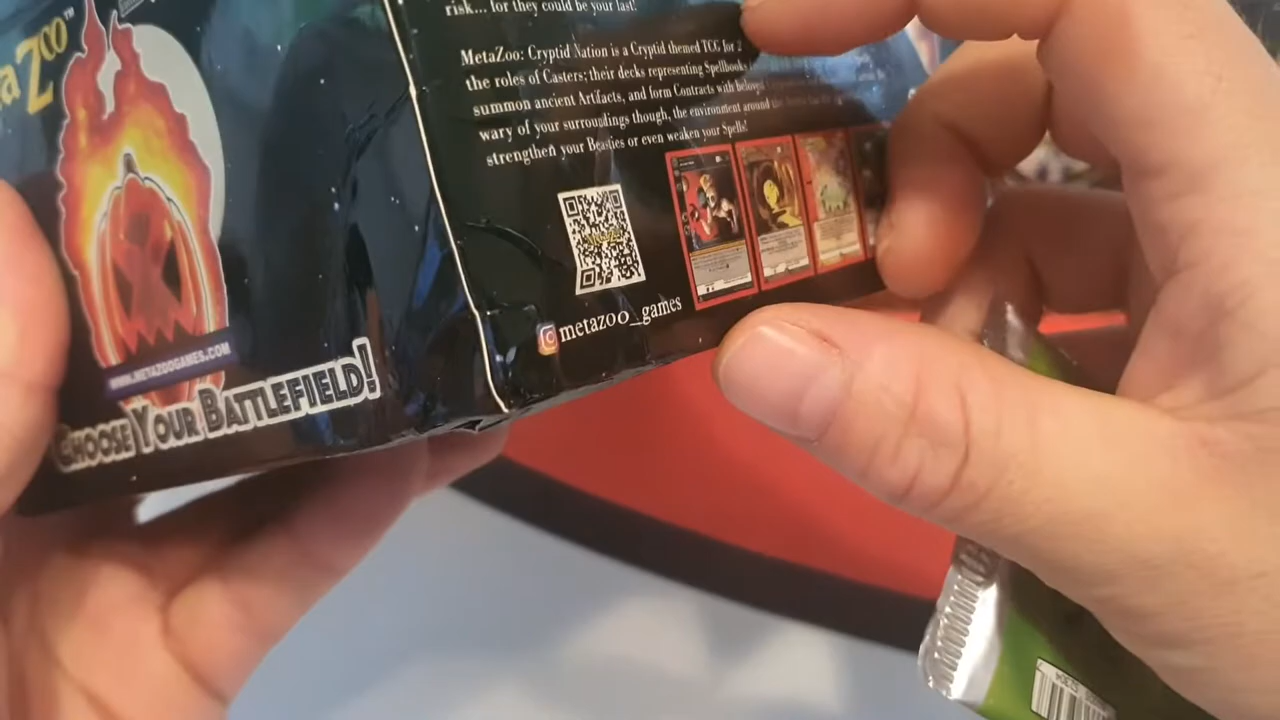 aZoo™
WWW.METAZOOGAMES.COM
CHOOSE YOUR BATTLEFIELD!
risk... for they could be your last!
MetaZoo: Cryptid Nation is a Cryptid themed TCG for 2
the roles of Casters; their decks representing Spellbooks
summon ancient Artifacts, and form Contracts with
wary of your surroundings though, the environment around
strengthen your Beasties or even weaken your Spells!
metazoo_games